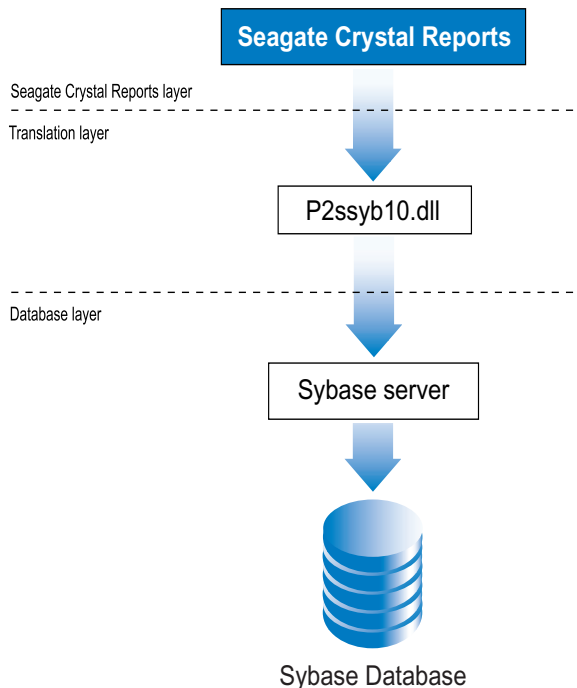 Seagate Crystal Reports
Seagate Crystal Reports layer
Translation layer
P2ssyb10.dll
Database layer
Sybase server
Sybase Database